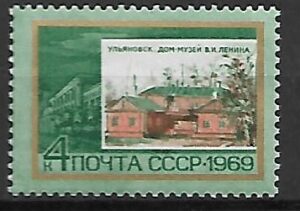 УЛЬЯНОВСК. ДОМ-МУЗЕЙ В.И.ЛЕНИНА
4К ПОЧТА СССР·1969